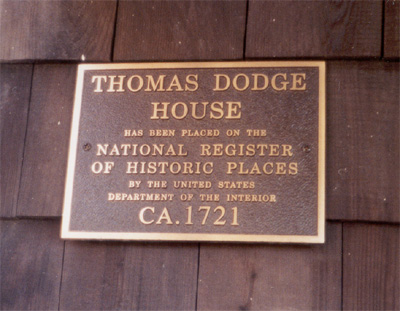 THOMAS DODGE
HOUSE
HAS BEEN PLACED ON THE
NATIONAL REGISTER
OF HISTORIC PLACES
BY THE UNITED STATES
DEPARTMENT OF THE INTERIOR
CA.1721